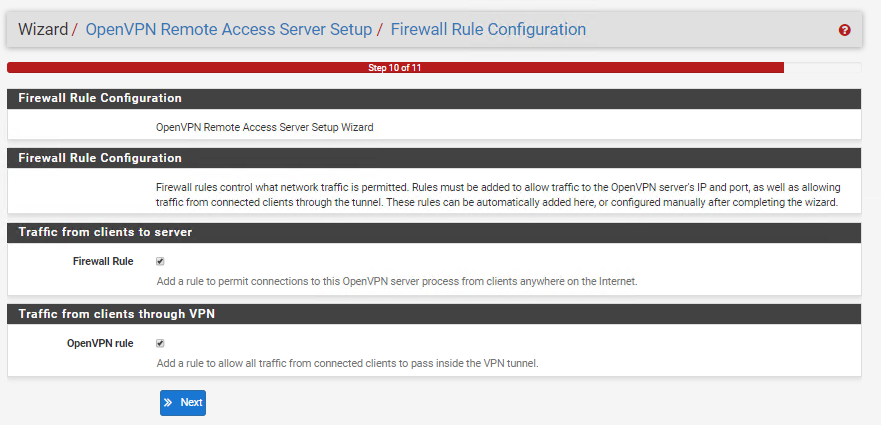 Wizard / OpenVPN Remote Access Server Setup / Firewall Rule Configuration
Step 10 of 11
Firewall Rule Configuration
OpenVPN Remote Access Server Setup Wizard
Firewall Rule Configuration
Firewall rules control what network traffic is permitted. Rules must be added to allow traffic to the OpenVPN server's IP and port, as well as allowing
traffic from connected clients through the tunnel. These rules can be automatically added here, or configured manually after completing the wizard.
Traffic from clients to server
Firewall Rule
Add a rule to permit connections to this OpenVPN server process from clients anywhere on the Internet.
Traffic from clients through VPN
OpenVPN rule
Add a rule to allow all traffic from connected clients to pass inside the VPN tunnel.
Next